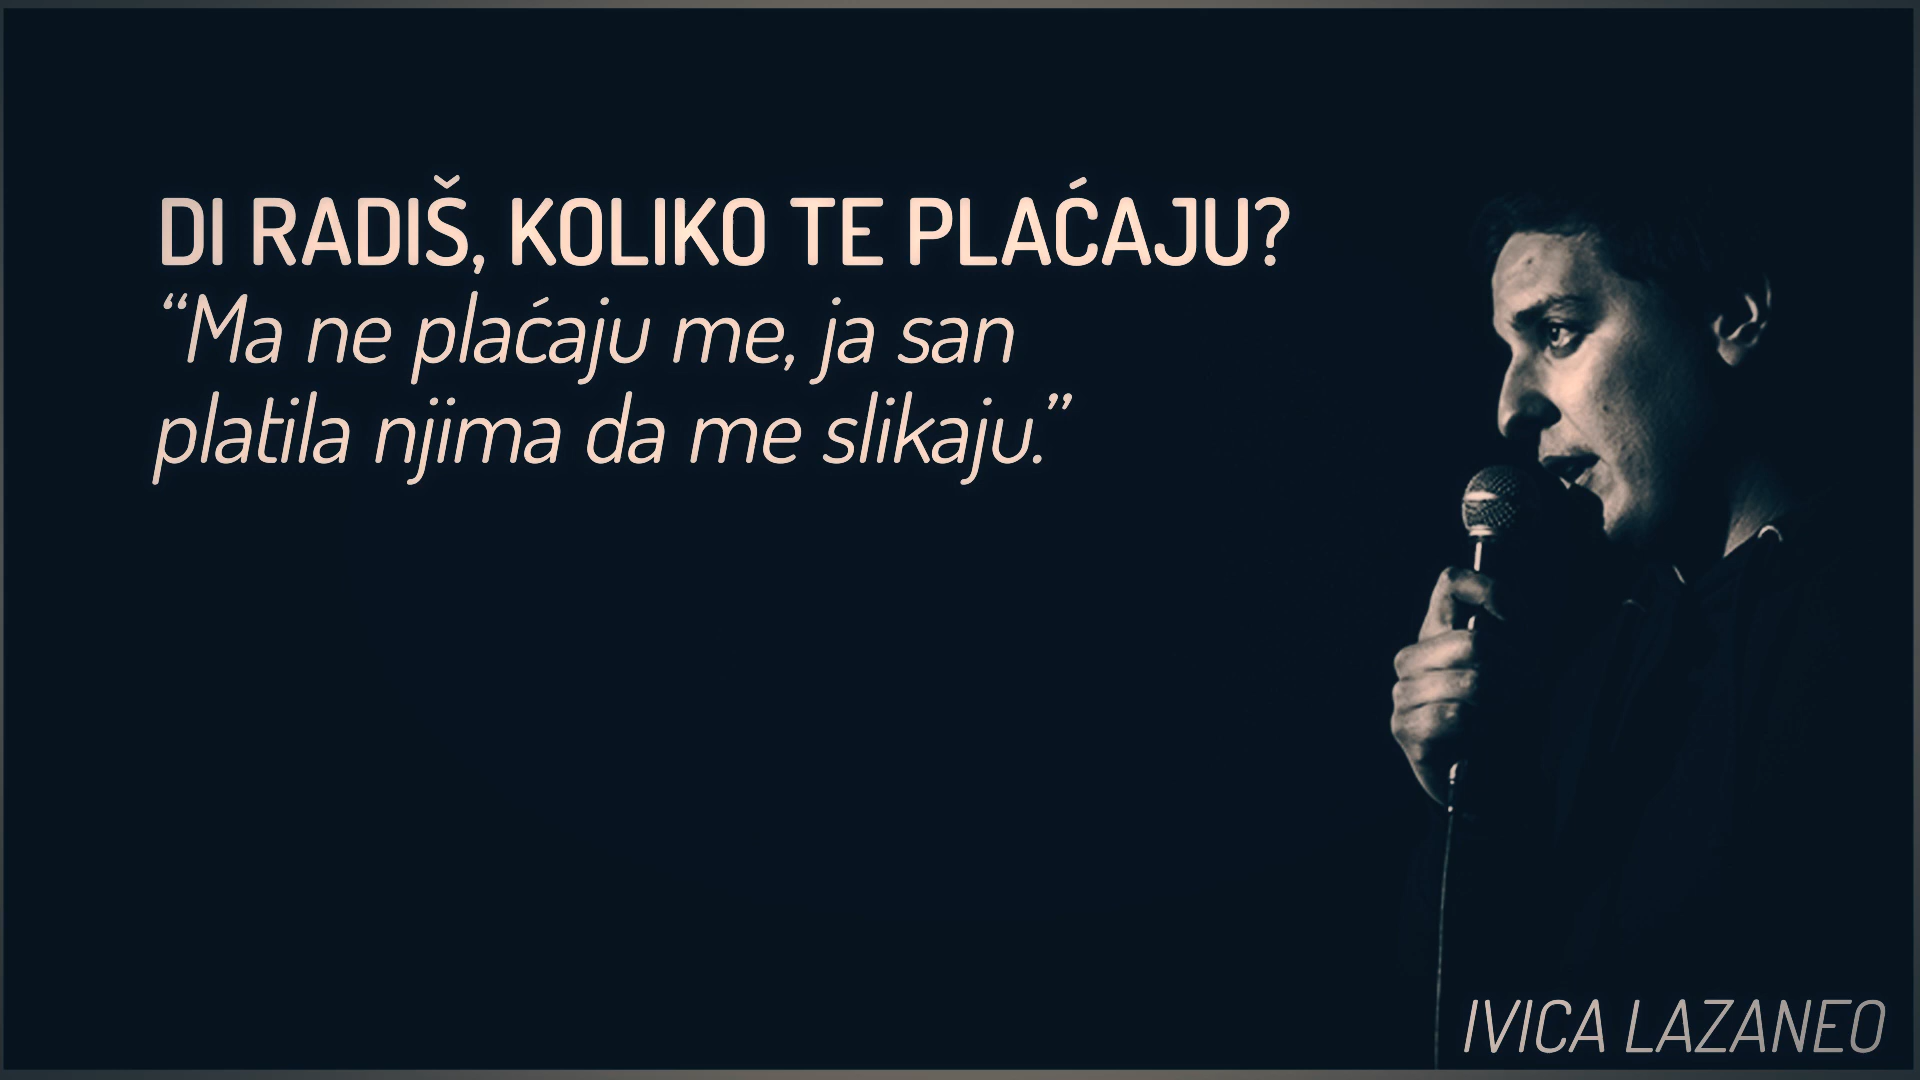 DI RADIŠ, KOLIKO TE PLAĆAJU?
“Ma ne plaćaju me, ja san
platila njima da me slikaju.”
IVICA LAZANEO